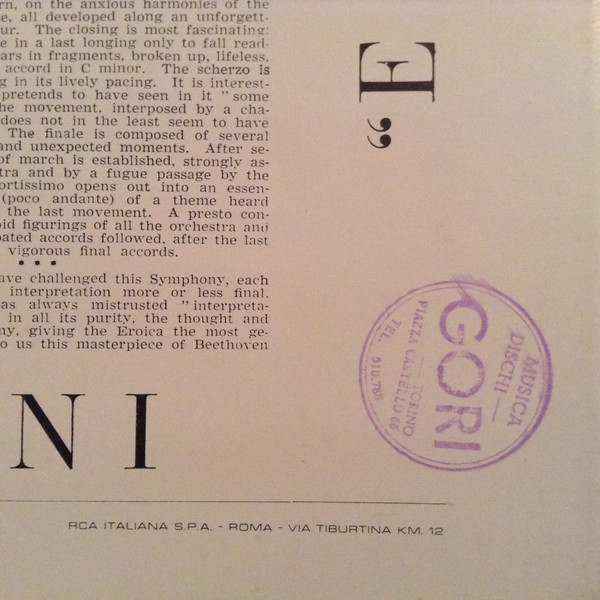 rn, on the anxious harmonies of the
e, all developed along an unforgett-
ur. The closing is most fascinating:
e in a last longing only to fall read-
ars in fragments, broken up, lifeless,
accord in C minor. The scherzo is
g in its lively pacing. It is interest-
pretends to have seen in it " some
he movement, interposed by a cha-
does not in the least seem to have
The finale is composed of several
and unexpected moments. After se-
of march is established, strongly as-
tra and by a fugue passage by the
ortissimo opens out into an essen-
(poco andante) of a theme heard
the last movement. A presto con-
oid figurings of all the orchestra and
eated accords followed. after the last
vigorous final accords.
* * *
ave challenged this Symphony, each
interpretation more or less final.
as always mistrusted " interpreta-
in all its purity, the thought and
ny, giving the Eroica the most ge-
o us this masterpiece of Beethoven
NI
RCA ITALIANA S.P.A. - ROMA - VIA TIBURTINA KM. 12
“E
MUSICA
DISCHI —
GORI
TORINO
PIAZZA CASTELLO 66
TEL. 510.768